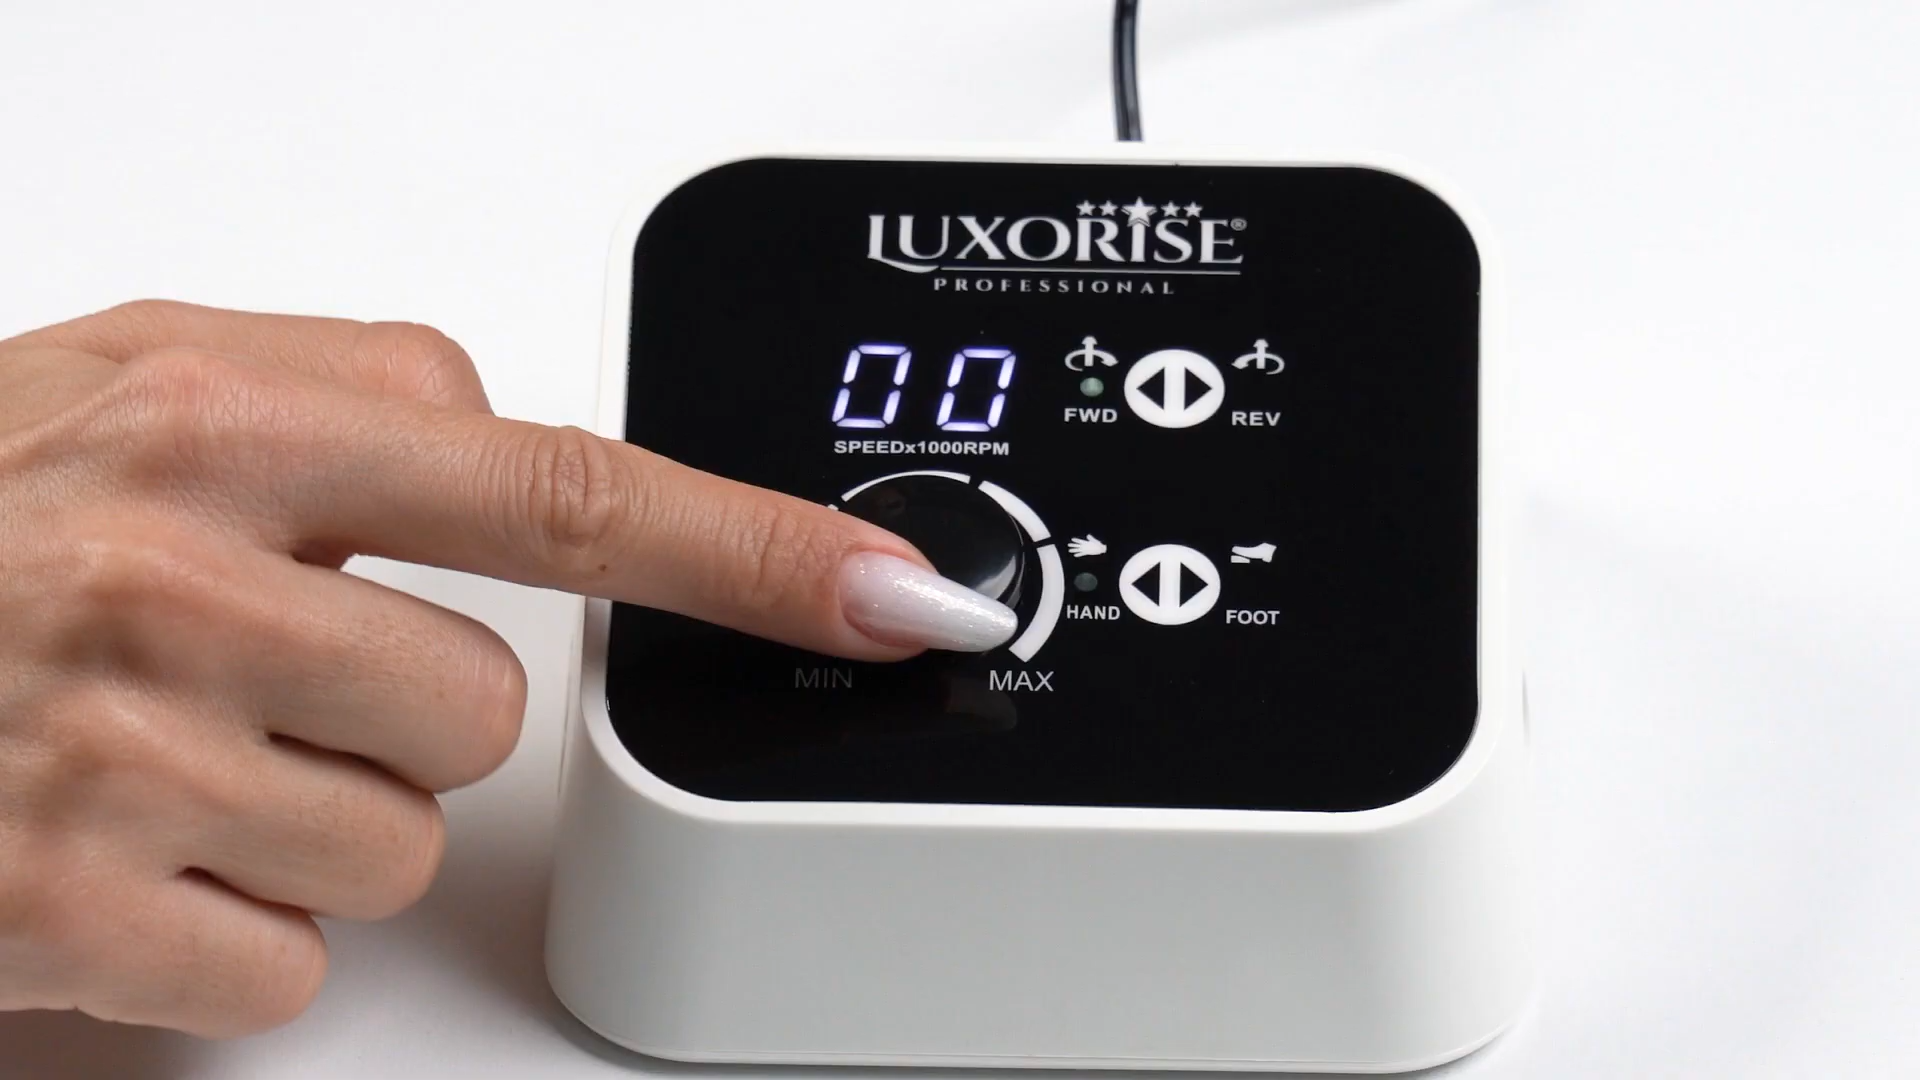 LUXORISE®
PROFESSIONAL
00
SPEEDx1000RPM
FWD
REV
HAND
FOOT
MIN
MAX